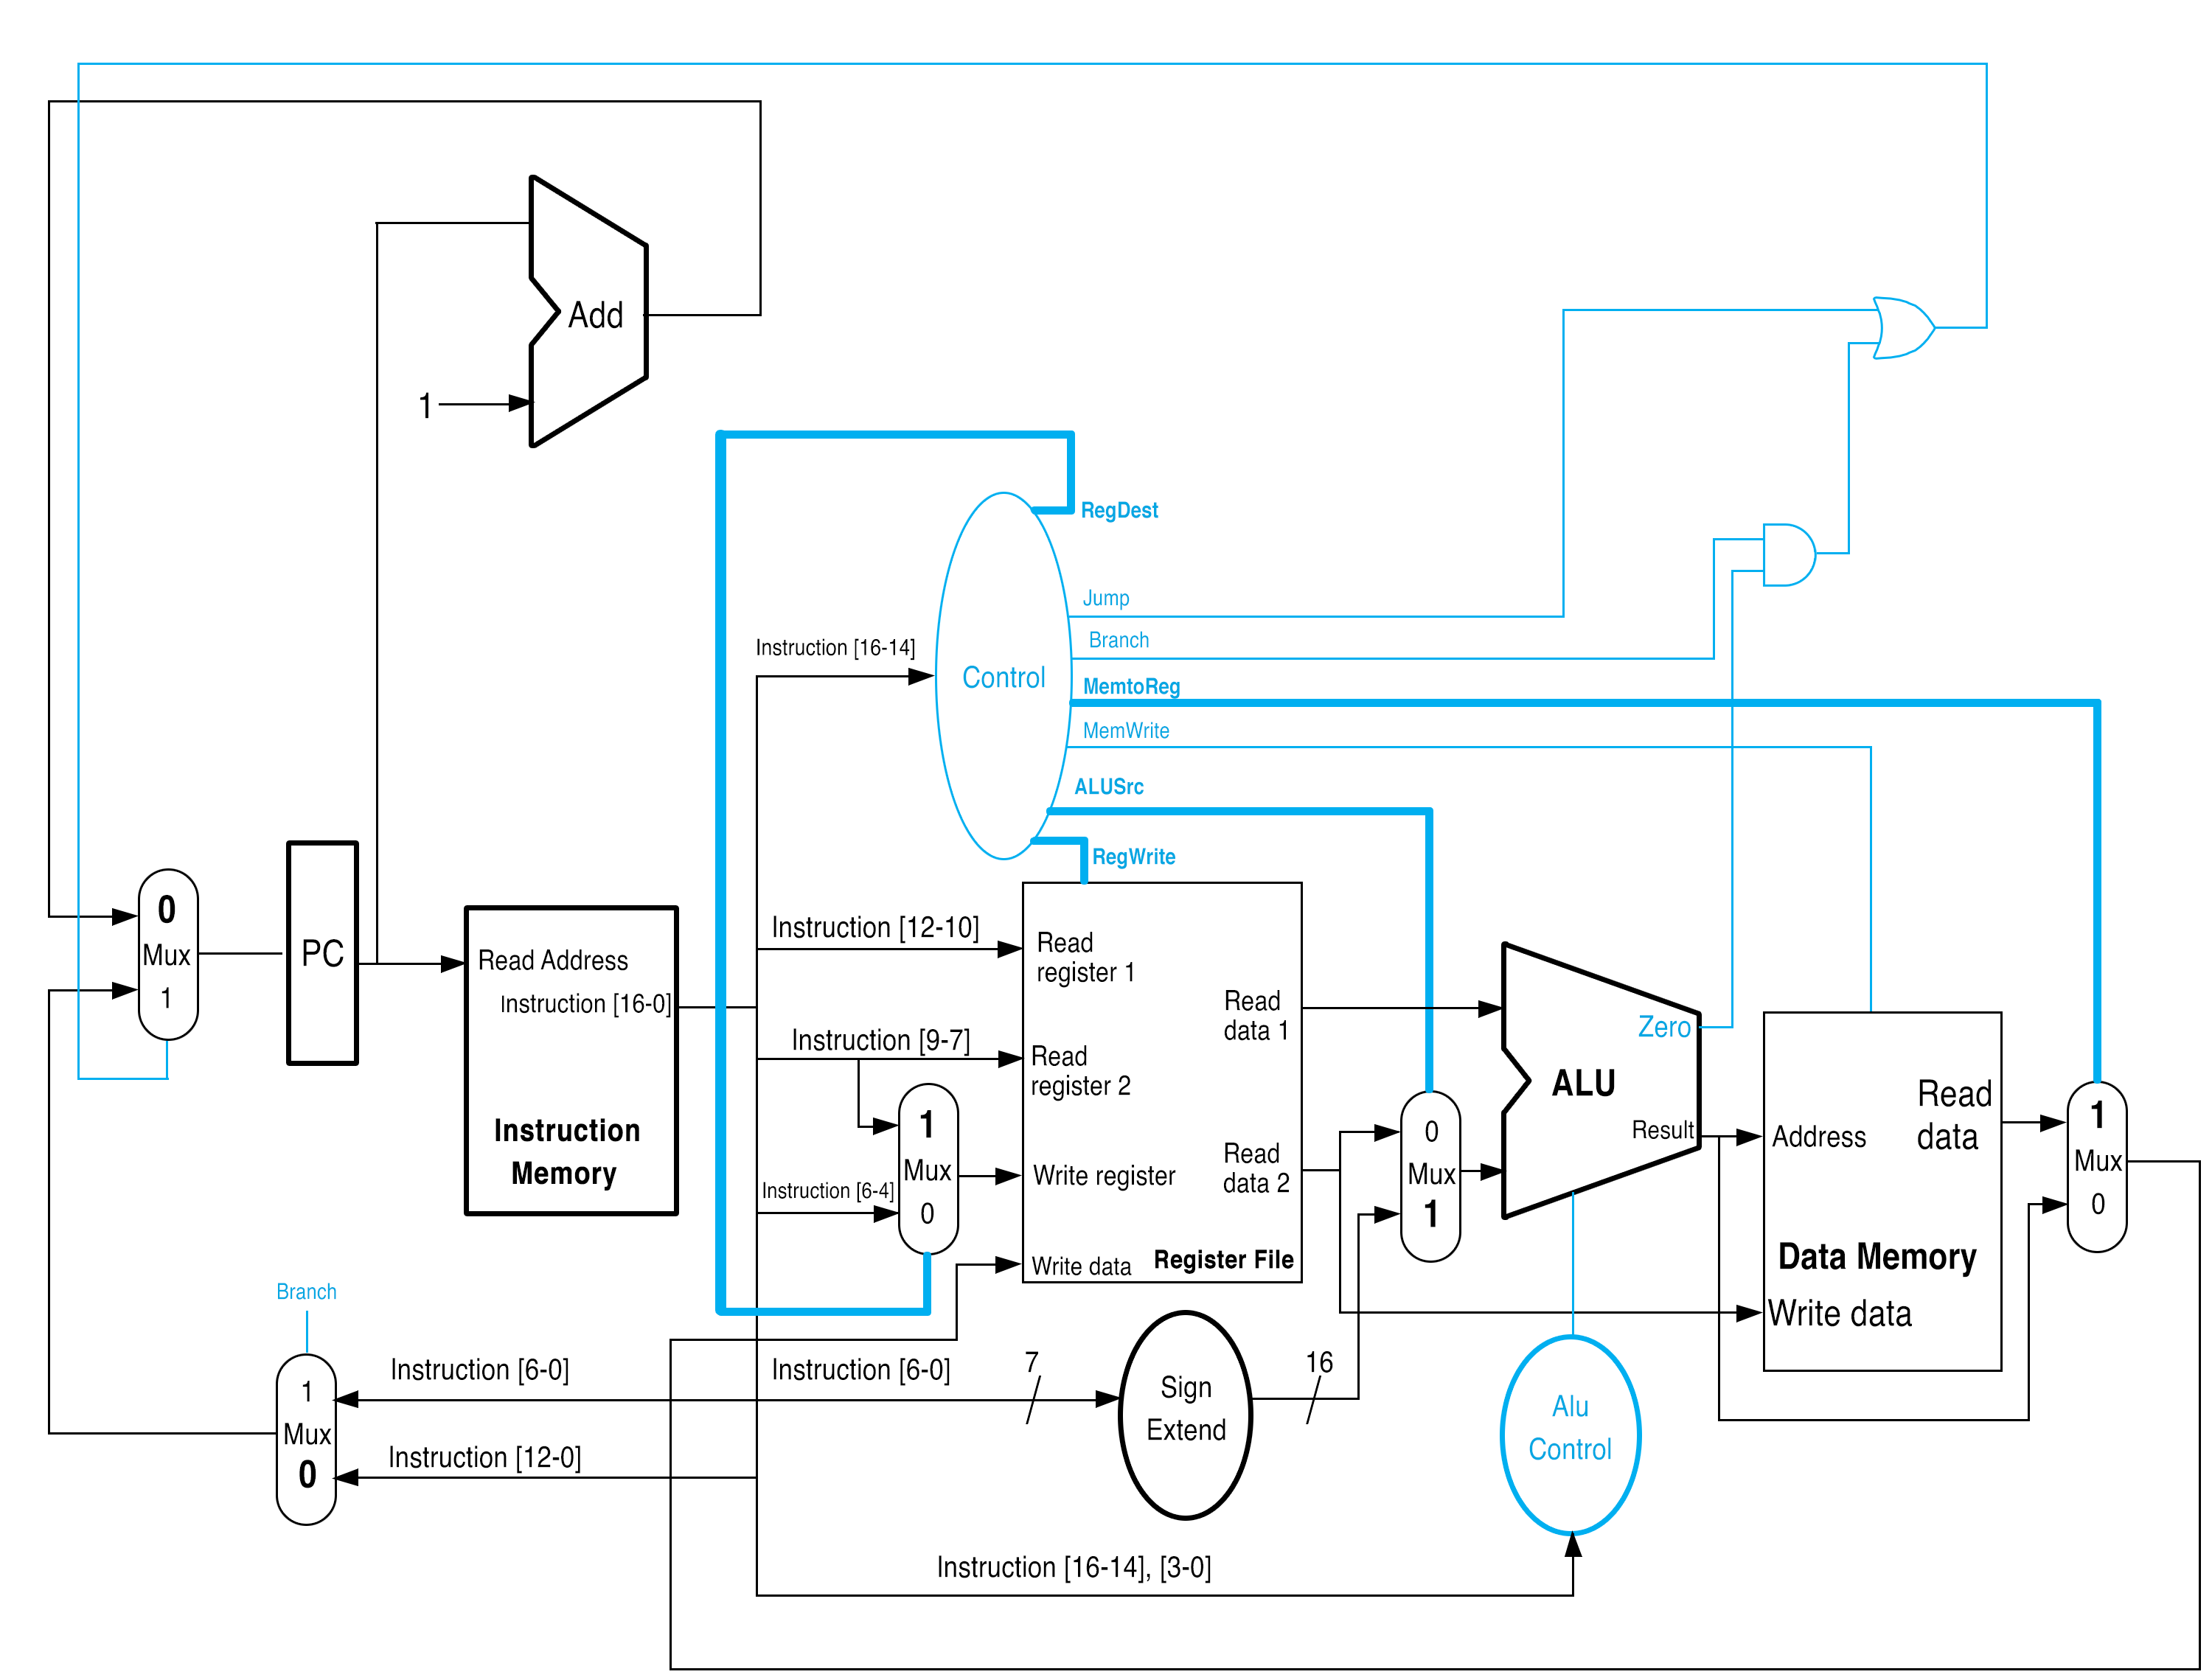 Add
1
RegDest
Jump
Instruction [16-14]
Branch
Control
MemtoReg
MemWrite
ALUSrc
RegWrite
0
Mux
1
PC
Read Address
Instruction [16-0]
Instruction
Memory
Instruction [12-10]
Read
register 1
Instruction [9-7]
Read
register 2
1
Mux
0
Instruction [6-4]
Write register
Write data
Register File
Read
data 1
Read
data 2
0
Mux
1
Zero
ALU
Result
Address
Read
data
Data Memory
Write data
1
Mux
0
Branch
1
Mux
0
Instruction [6-0]
Instruction [6-0]
7
Sign
Extend
16
Alu
Control
Instruction [12-0]
Instruction [16-14], [3-0]